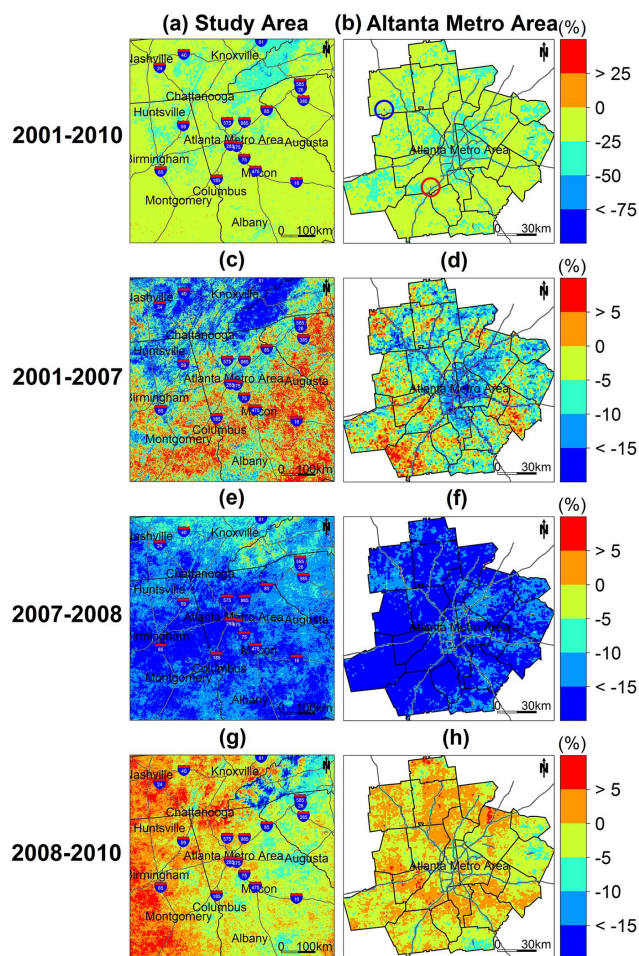 (a) Study Area
(b) Altanta Metro Area
(%)
2001-2010
Nashville
Knoxville
Chattanooga
Huntsville
Atlanta Metro Area
Augusta
Birmingham
Macon
Columbus
Montgomery
Albany
0 100km
N
Atlanta Metro Area
0 30km
N
> 25
0
-25
-50
< -75
(c)
(d)
(%)
2001-2007
Nashville
Knoxville
Chattanooga
Huntsville
Atlanta Metro Area
Augusta
Birmingham
Macon
Columbus
Montgomery
Albany
0 100km
N
Atlanta Metro Area
0 30km
N
> 5
0
-5
-10
< -15
(e)
(f)
(%)
2007-2008
Nashville
Knoxville
Chattanooga
Huntsville
Atlanta Metro Area
Augusta
Birmingham
Macon
Columbus
Montgomery
Albany
0 100km
N
Atlanta Metro Area
0 30km
N
> 5
0
-5
-10
< -15
(g)
(h)
(%)
2008-2010
Nashville
Knoxville
Chattanooga
Huntsville
Atlanta Metro Area
Augusta
Birmingham
Macon
Columbus
Montgomery
Albany
0 100km
N
Atlanta Metro Area
0 30km
N
> 5
0
-5
-10
< -15